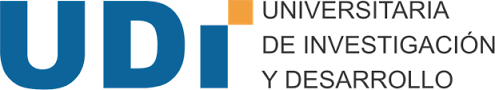 UDi
UNIVERSITARIA
DE INVESTIGACIÓN
Y DESARROLLO